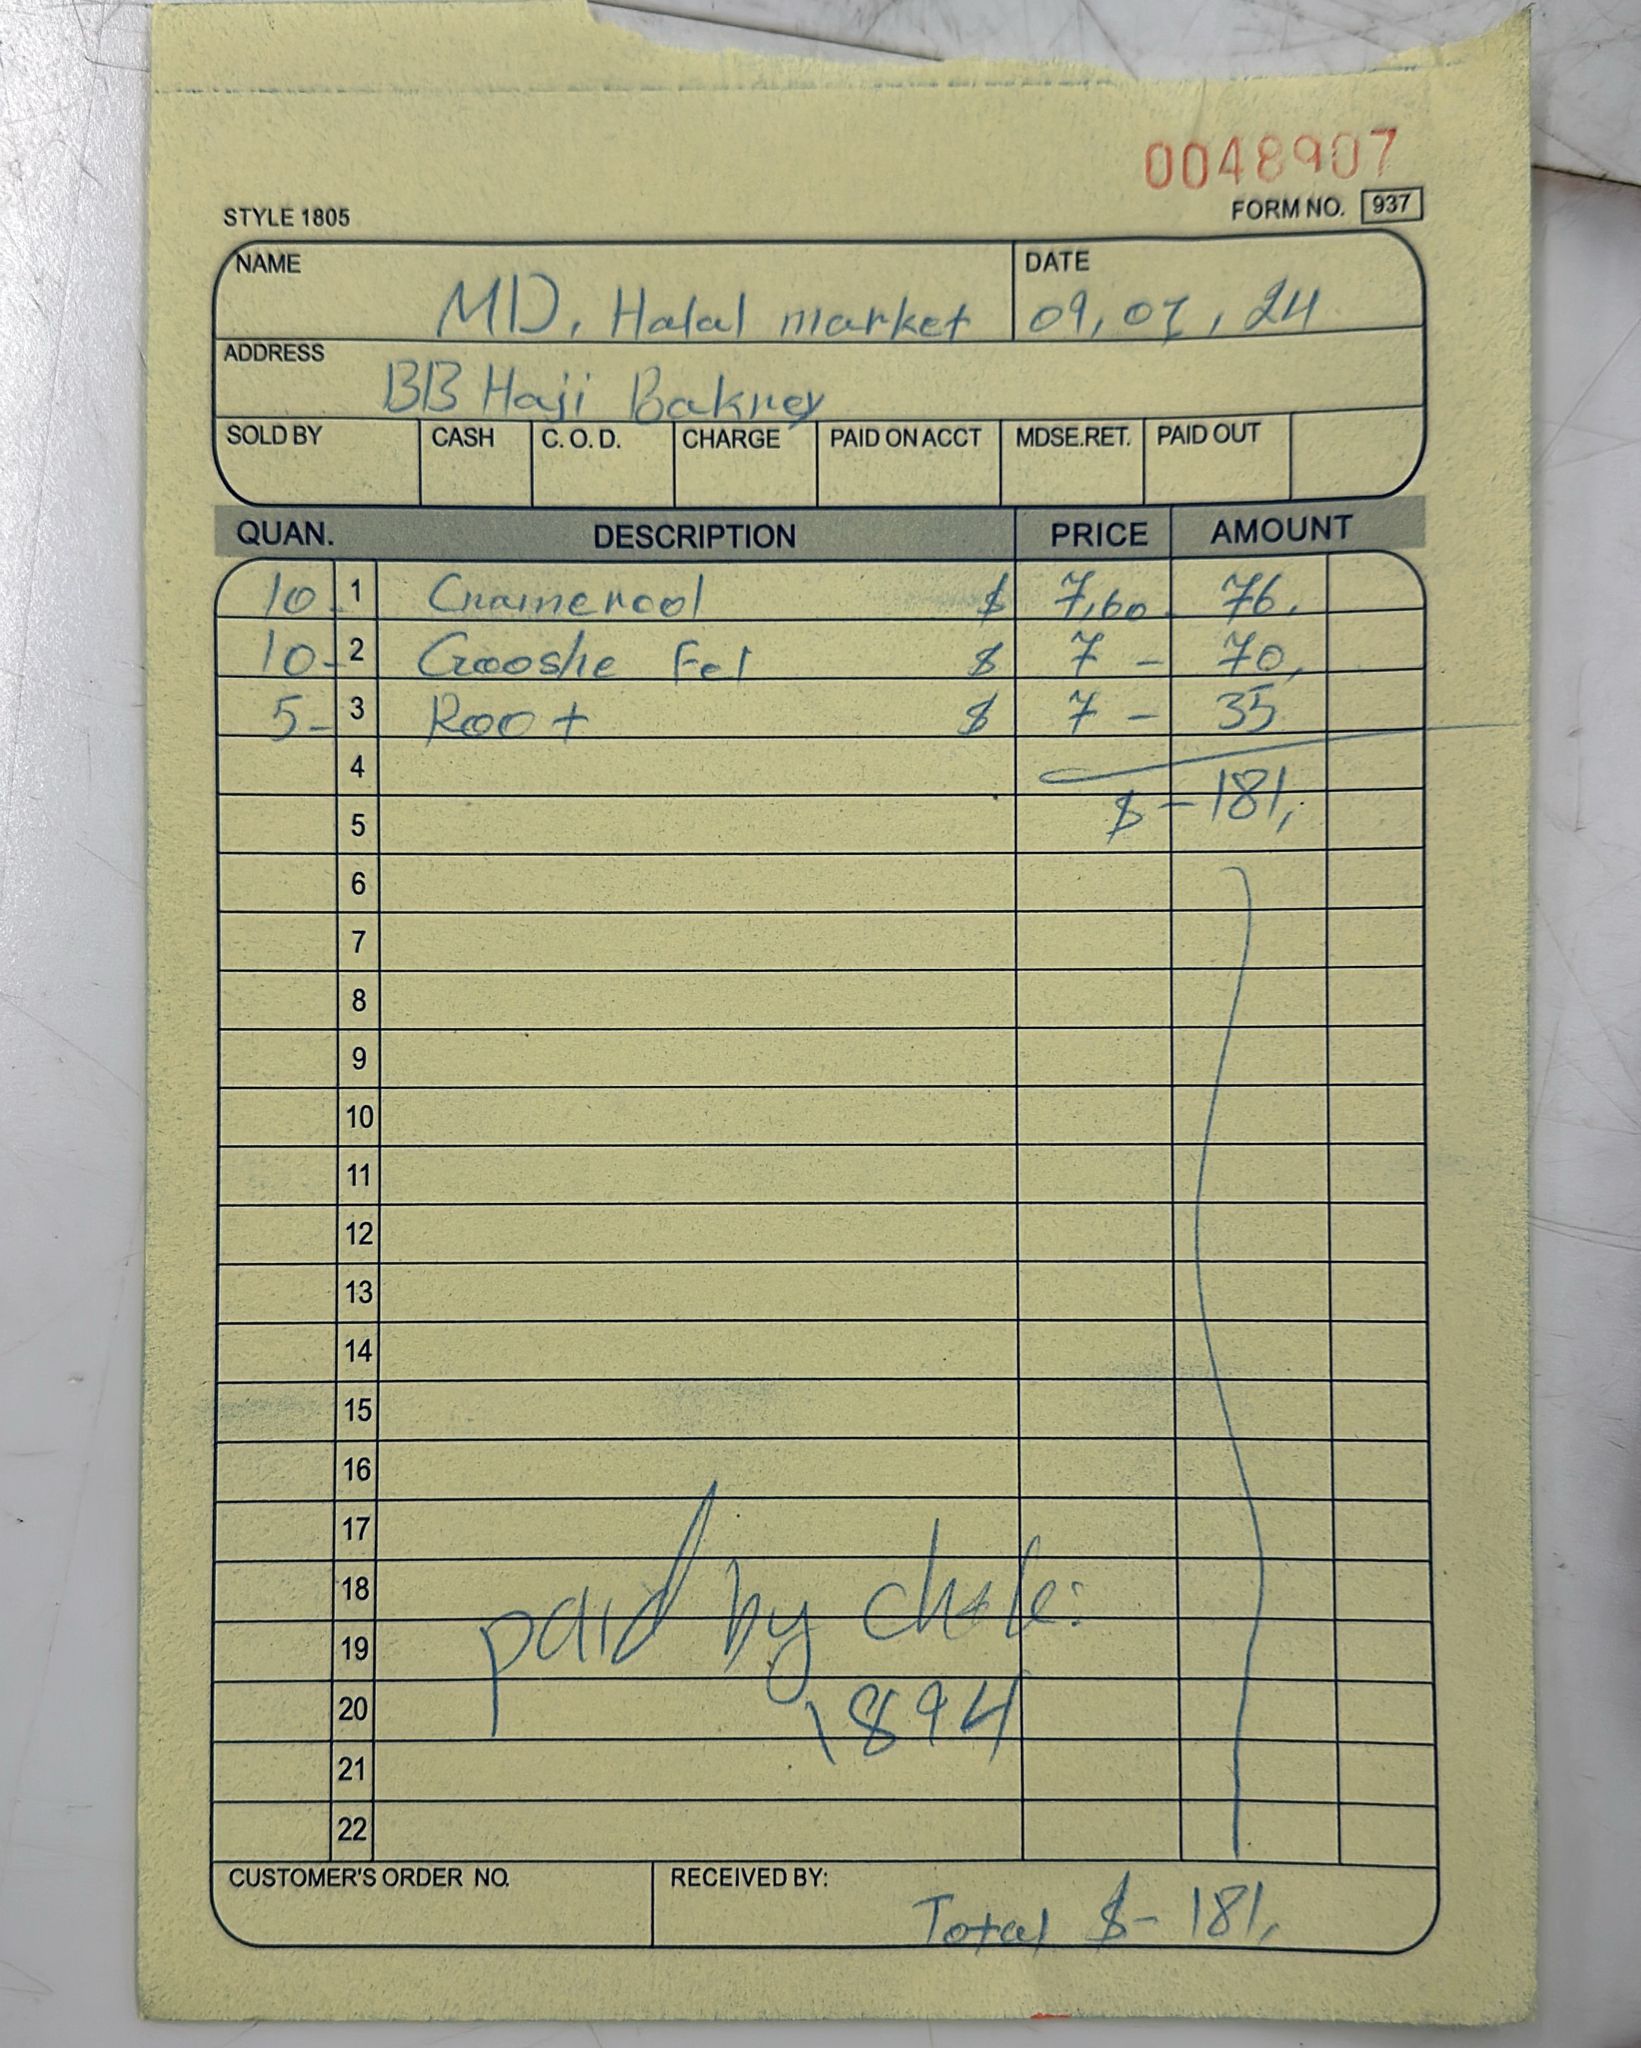 0048907
STYLE 1805
FORM NO. 937
NAME MD, Halal market DATE 09, 07, 24
ADDRESS BB Haji Bakrey
SOLD BY CASH C. O. D. CHARGE PAID ON ACCT MDSE.RET. PAID OUT
QUAN. DESCRIPTION PRICE AMOUNT
10 - 1 $ 7,60 - 76,
10 - 2 Gooshe Fel $ 7 - 70,
5 - 3 Root $ 7 - 35
4
$ - 181,
5
6
7
8
9
10
11
12
13
14
15
16
17
18
paid by chek:
19
20 1894
21
22
CUSTOMER'S ORDER NO. RECEIVED BY:
Total $ - 181,